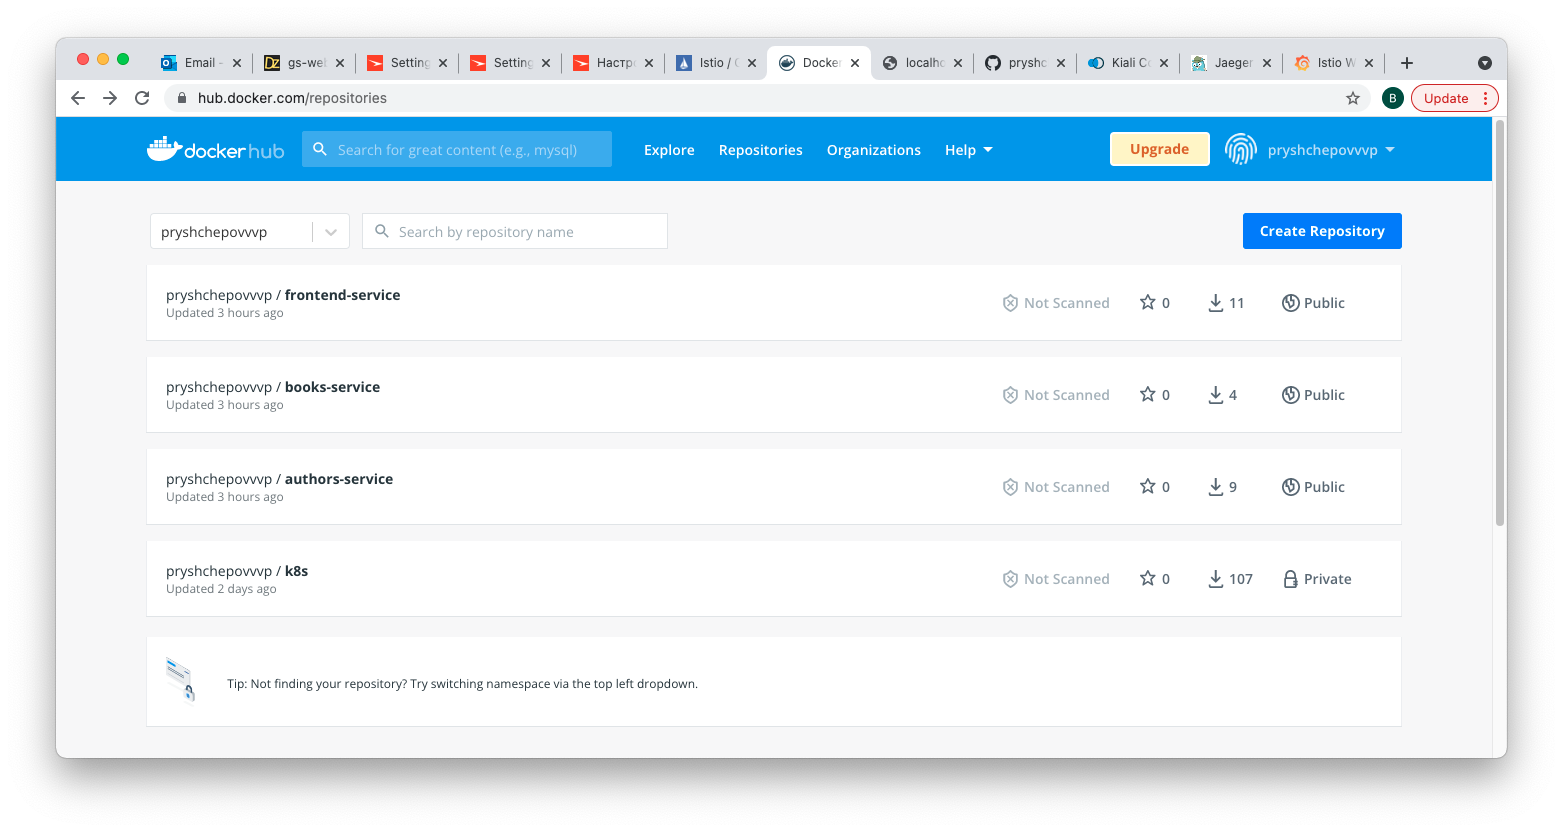 Email - gs-we Setting Setting Настр Istio / Docker localho pryshc Kiali Co Jaeger Istio W
hub.docker.com/repositories B Update
docker hub Search for great content (e.g., mysql) Explore Repositories Organizations Help Upgrade pryshchepovvvp
pryshchepovvvp Search by repository name Create Repository
pryshchepovvvp / frontend-service
Updated 3 hours ago
Not Scanned 0 11 Public
pryshchepovvvp / books-service
Updated 3 hours ago
Not Scanned 0 4 Public
pryshchepovvvp / authors-service
Updated 3 hours ago
Not Scanned 0 9 Public
pryshchepovvvp / k8s
Updated 2 days ago
Not Scanned 0 107 Private
Tip: Not finding your repository? Try switching namespace via the top left dropdown.